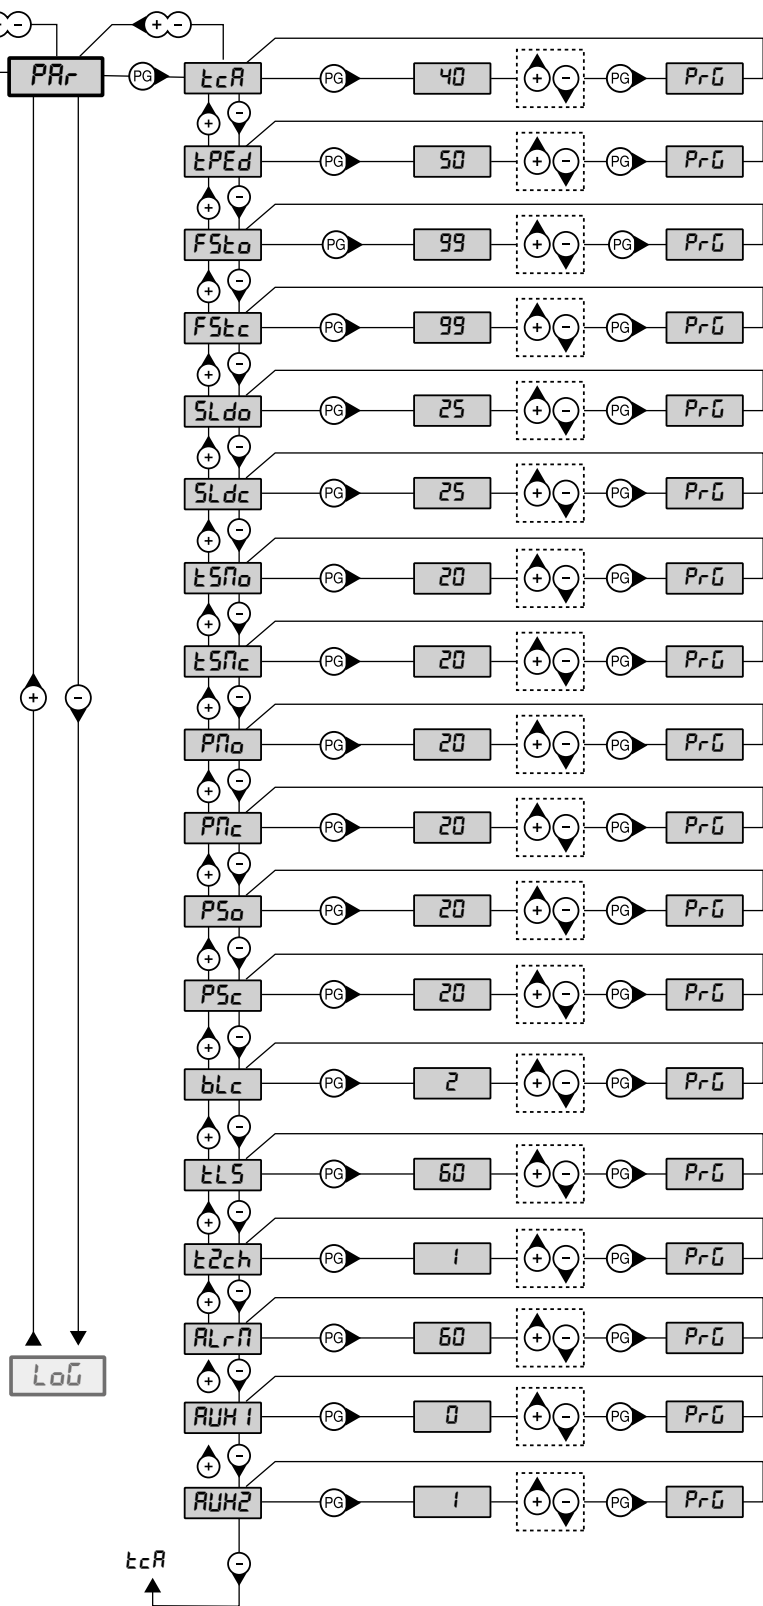 + −
PAr PG tcA PG 40 + − PG PrG
+ −
tPEd PG 50 + − PG PrG
+ −
FSto PG 99 + − PG PrG
+ −
FStc PG 99 + − PG PrG
+ −
SLdo PG 25 + − PG PrG
+ −
SLdc PG 25 + − PG PrG
+ −
tSMo PG 20 + − PG PrG
+ −
tSMc PG 20 + − PG PrG
+ − + −
PMo PG 20 + − PG PrG
+ −
PMc PG 20 + − PG PrG
+ −
PSo PG 20 + − PG PrG
+ −
PSc PG 20 + − PG PrG
+ −
bLc PG 2 + − PG PrG
+ −
tLS PG 60 + − PG PrG
+ −
t2ch PG 1 + − PG PrG
+ −
ALrM PG 60 + − PG PrG
LoG + −
AUX1 PG 0 + − PG PrG
+ −
AUX2 PG 1 + − PG PrG
tcA −